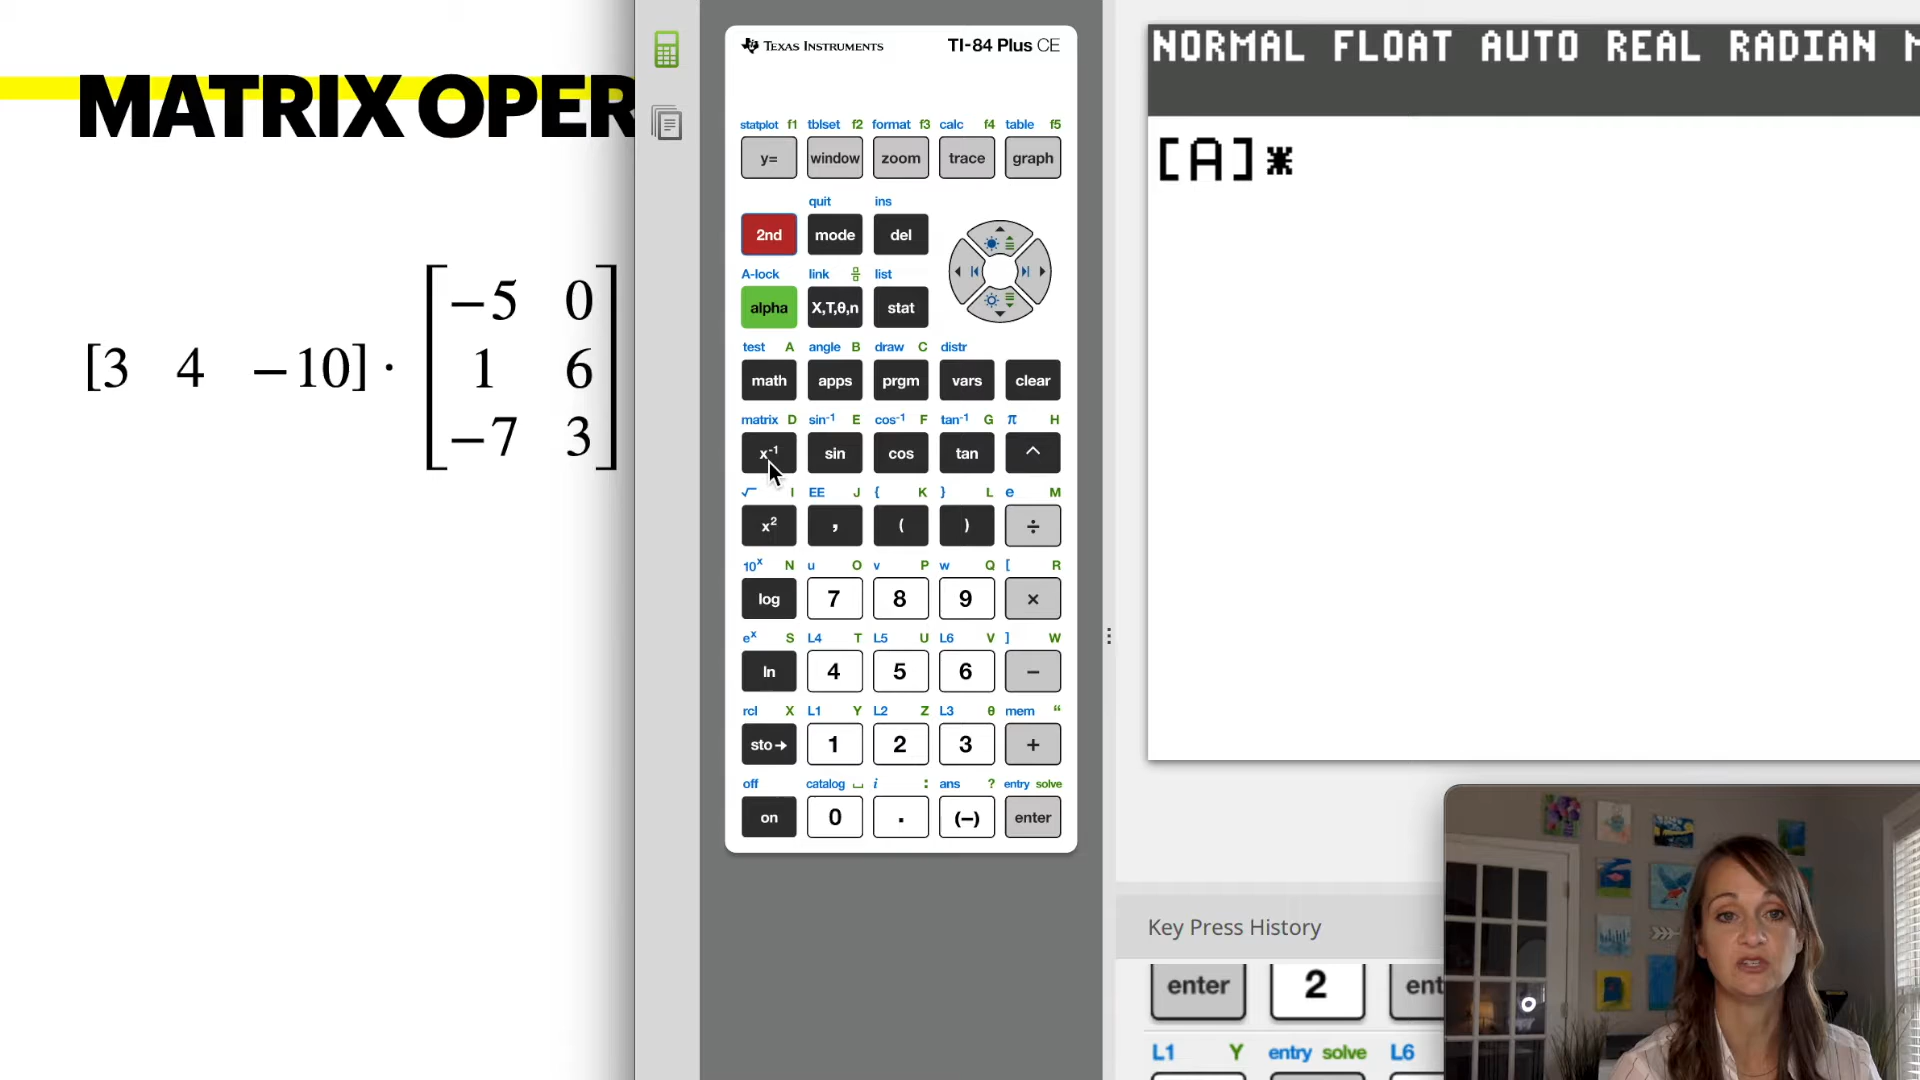 MATRIX OPER
[3 4 −10] ·
−5 0
1 6
−7 3
TEXAS INSTRUMENTS TI-84 Plus CE
statplot f1 tblset f2 format f3 calc f4 table f5
y= window zoom trace graph
quit ins
2nd mode del
A-lock link list
alpha X,T,θ,n stat
test A angle B draw C distr
math apps prgm vars clear
matrix D sin-1 E cos-1 F tan-1 G π H
x-1 sin cos tan ^
√ I EE J { K } L e M
x2 , ( ) ÷
10x N u O v P w Q [ R
log 7 8 9 ×
ex S L4 T L5 U L6 V ] W
ln 4 5 6 −
rcl X L1 Y L2 Z L3 θ mem “
sto→ 1 2 3 +
off catalog ⎵ i : ans ? entry solve
on 0 . (−) enter
NORMAL FLOAT AUTO REAL RADIAN M
[A]*
Key Press History
enter 2 ent
L1 Y entry solve L6